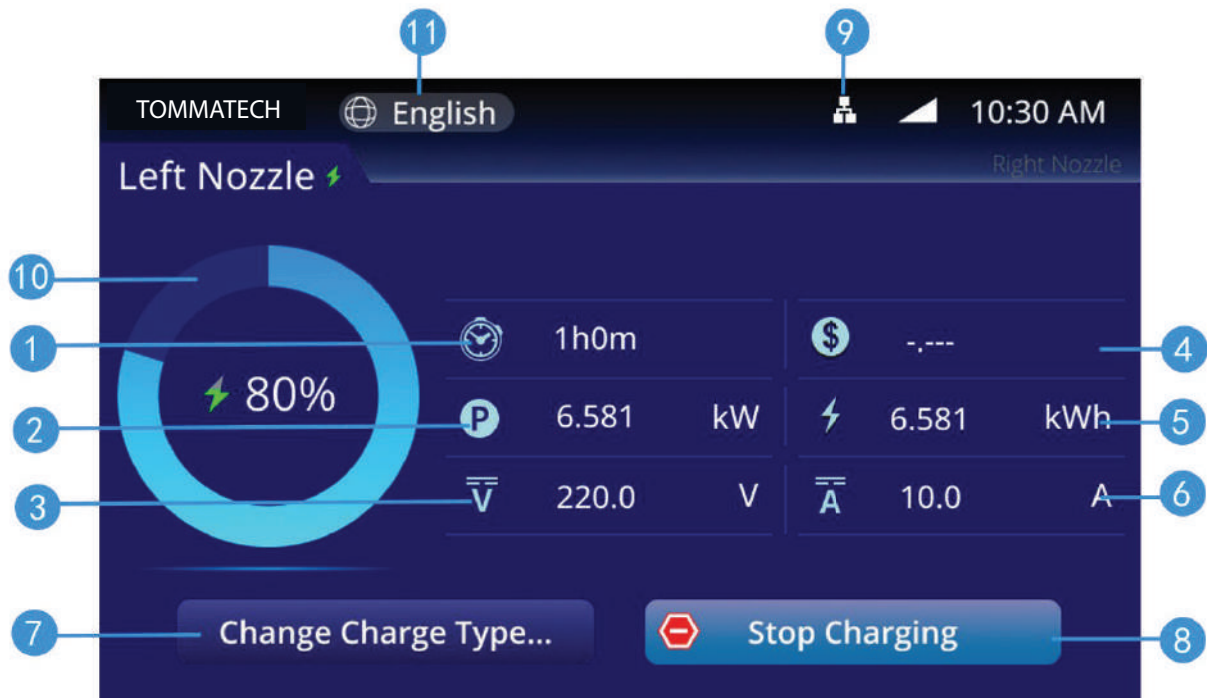 11
9
TOMMATECH
English
10:30 AM
Left Nozzle
Right Nozzle
10
1
80%
1h0m
$ -.---
4
2
P 6.581 kW
6.581 kWh
5
3
V 220.0 V
A 10.0 A
6
7
Change Charge Type...
Stop Charging
8